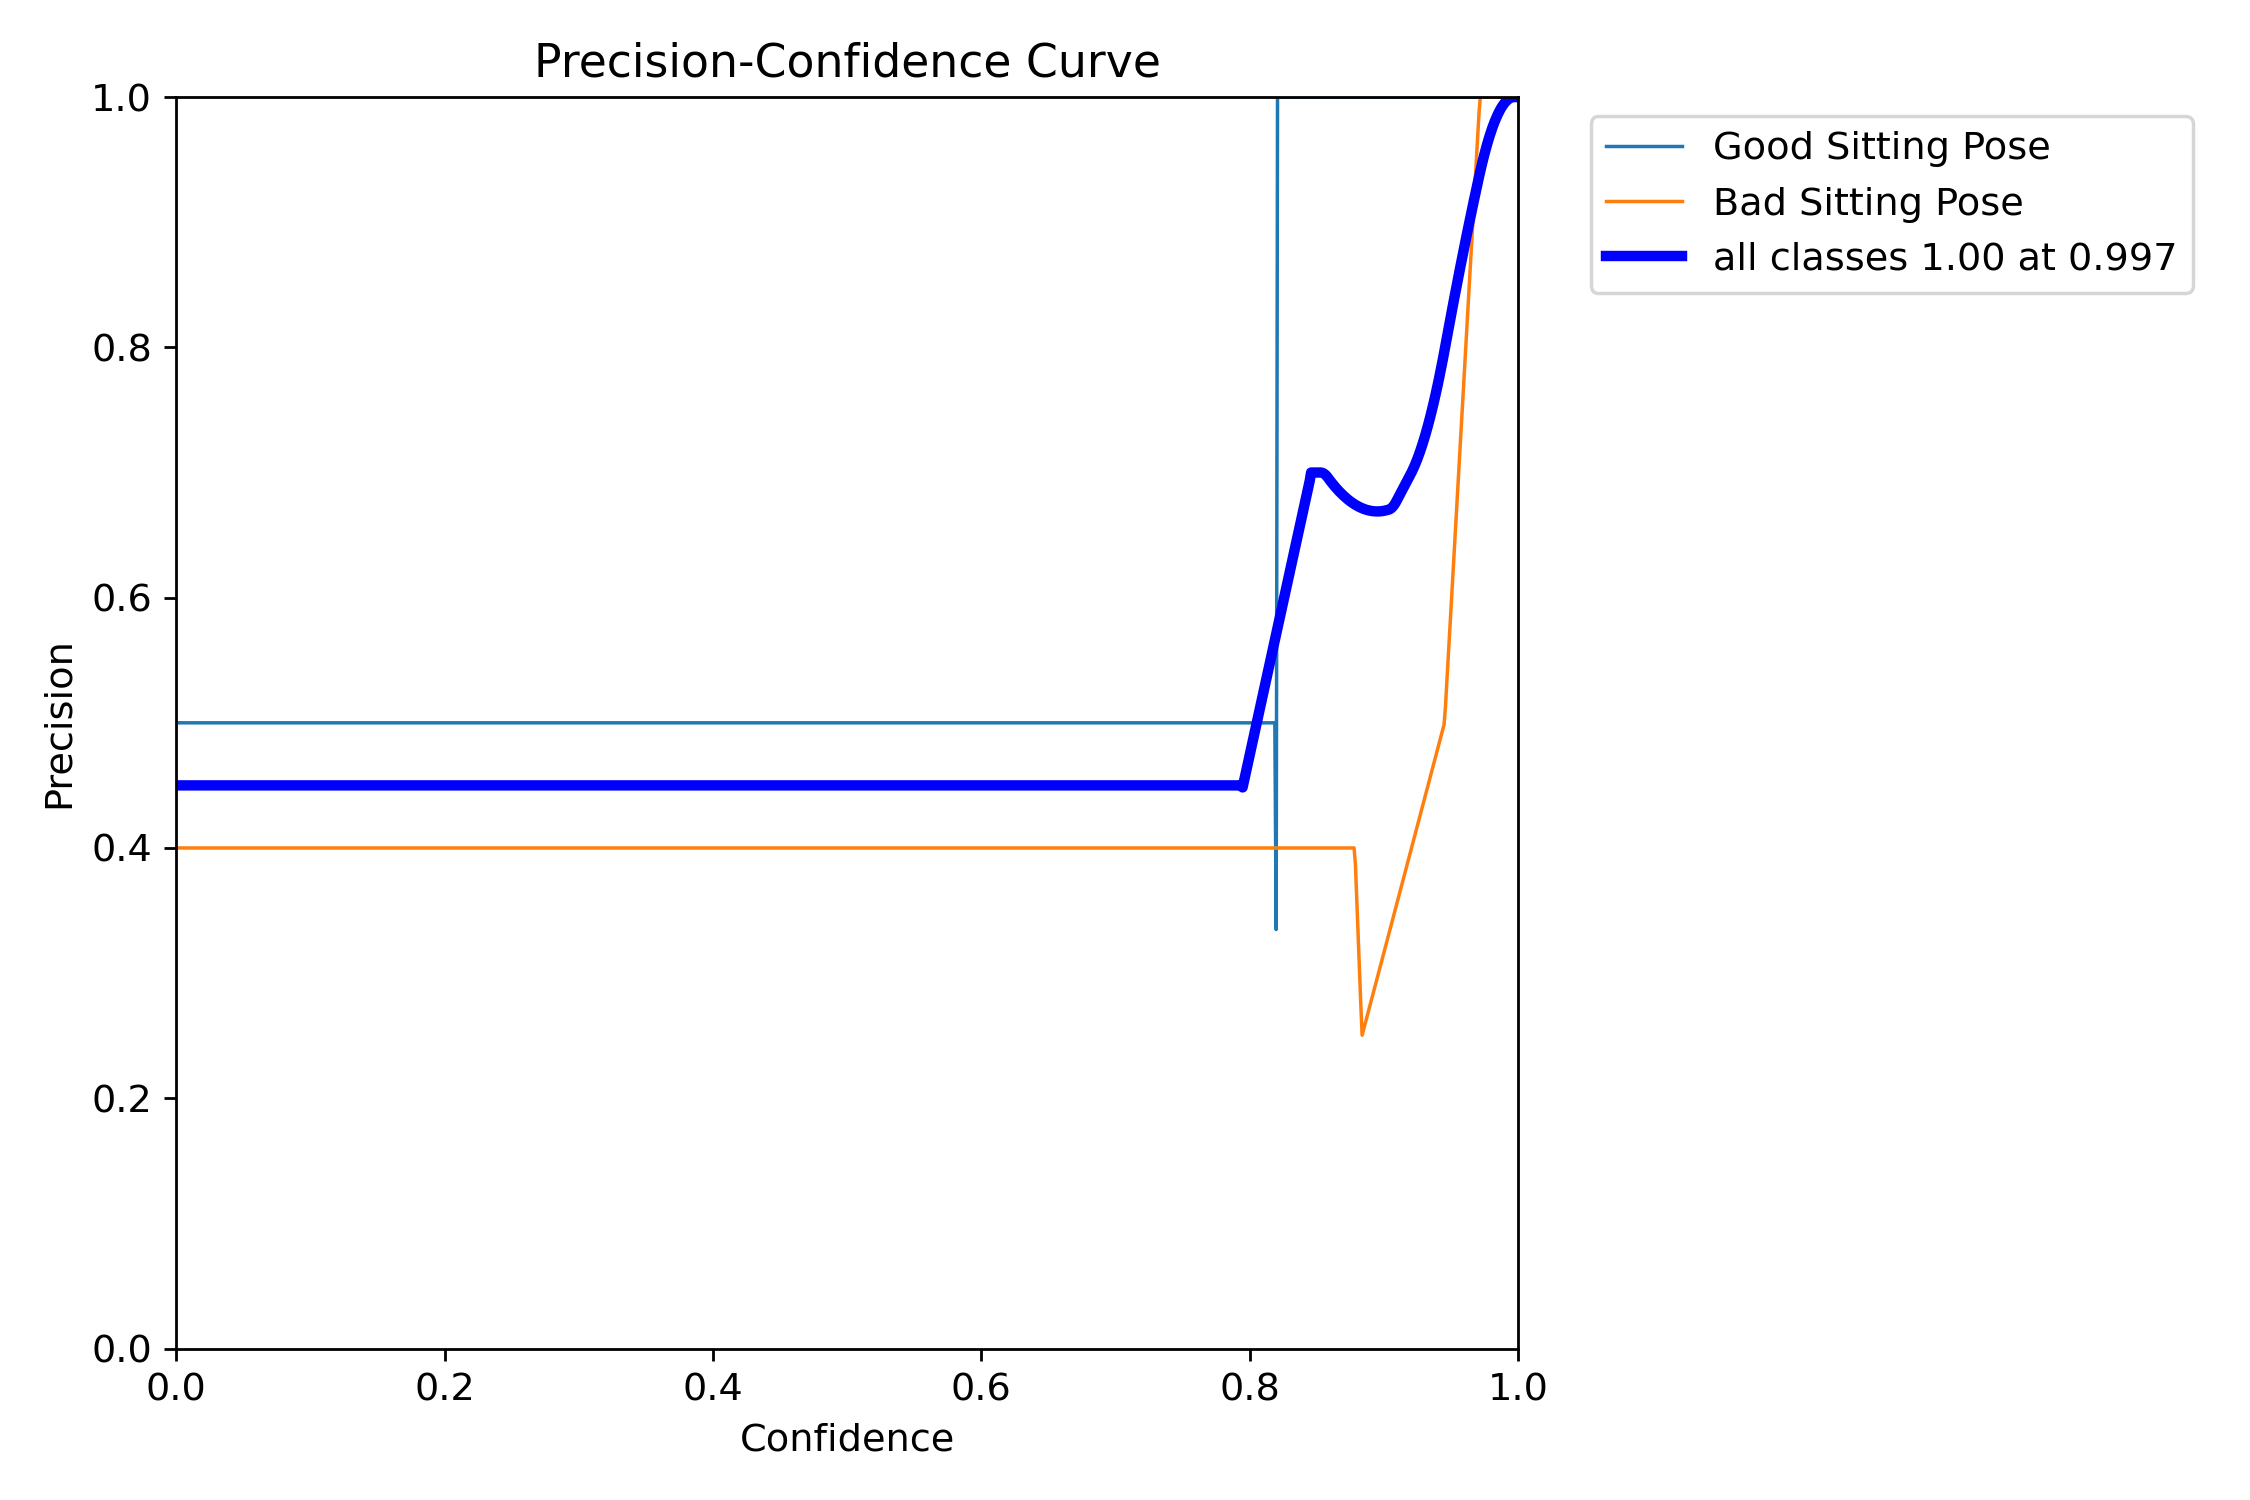 Precision-Confidence Curve
1.0
0.8
0.6
0.4
0.2
0.0
Precision
0.0 0.2 0.4 0.6 0.8 1.0
Confidence
Good Sitting Pose
Bad Sitting Pose
all classes 1.00 at 0.997